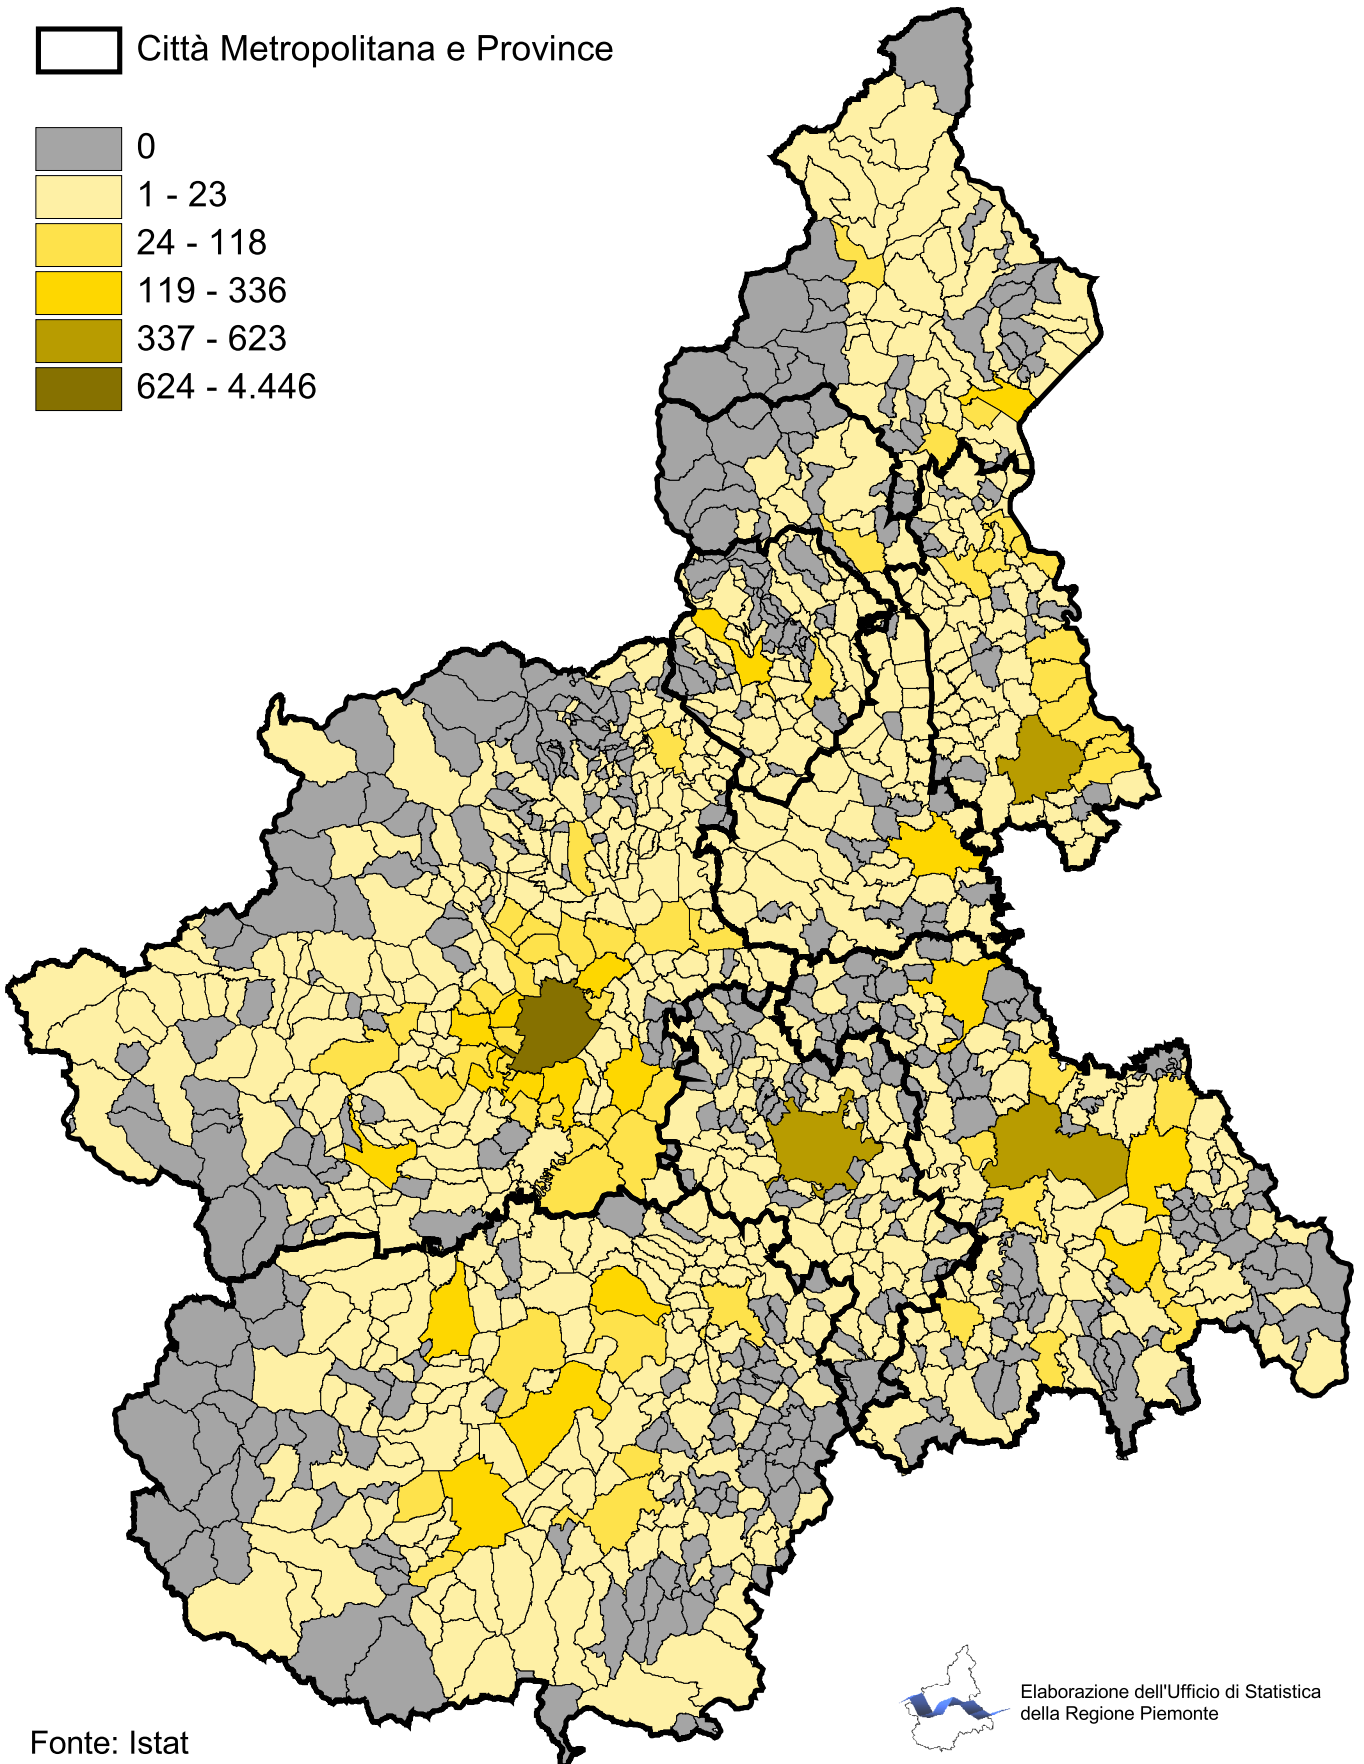 Città Metropolitana e Province
0
1 - 23
24 - 118
119 - 336
337 - 623
624 - 4.446
Elaborazione dell'Ufficio di Statistica
della Regione Piemonte
Fonte: Istat